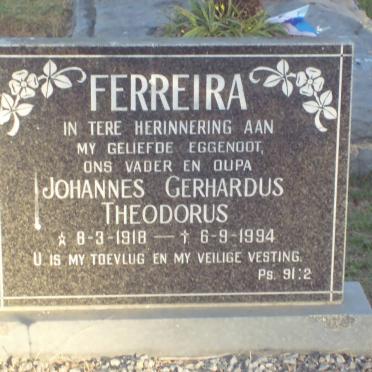 FERREIRA
IN TERE HERINNERING AAN
MY GELIEFDE EGGENOOT,
ONS VADER EN OUPA
JOHANNES GERHARDUS
THEODORUS
☆ 8-3-1918 — † 6-9-1994
U IS MY TOEVLUG EN MY VEILIGE VESTING.
PS. 91:2